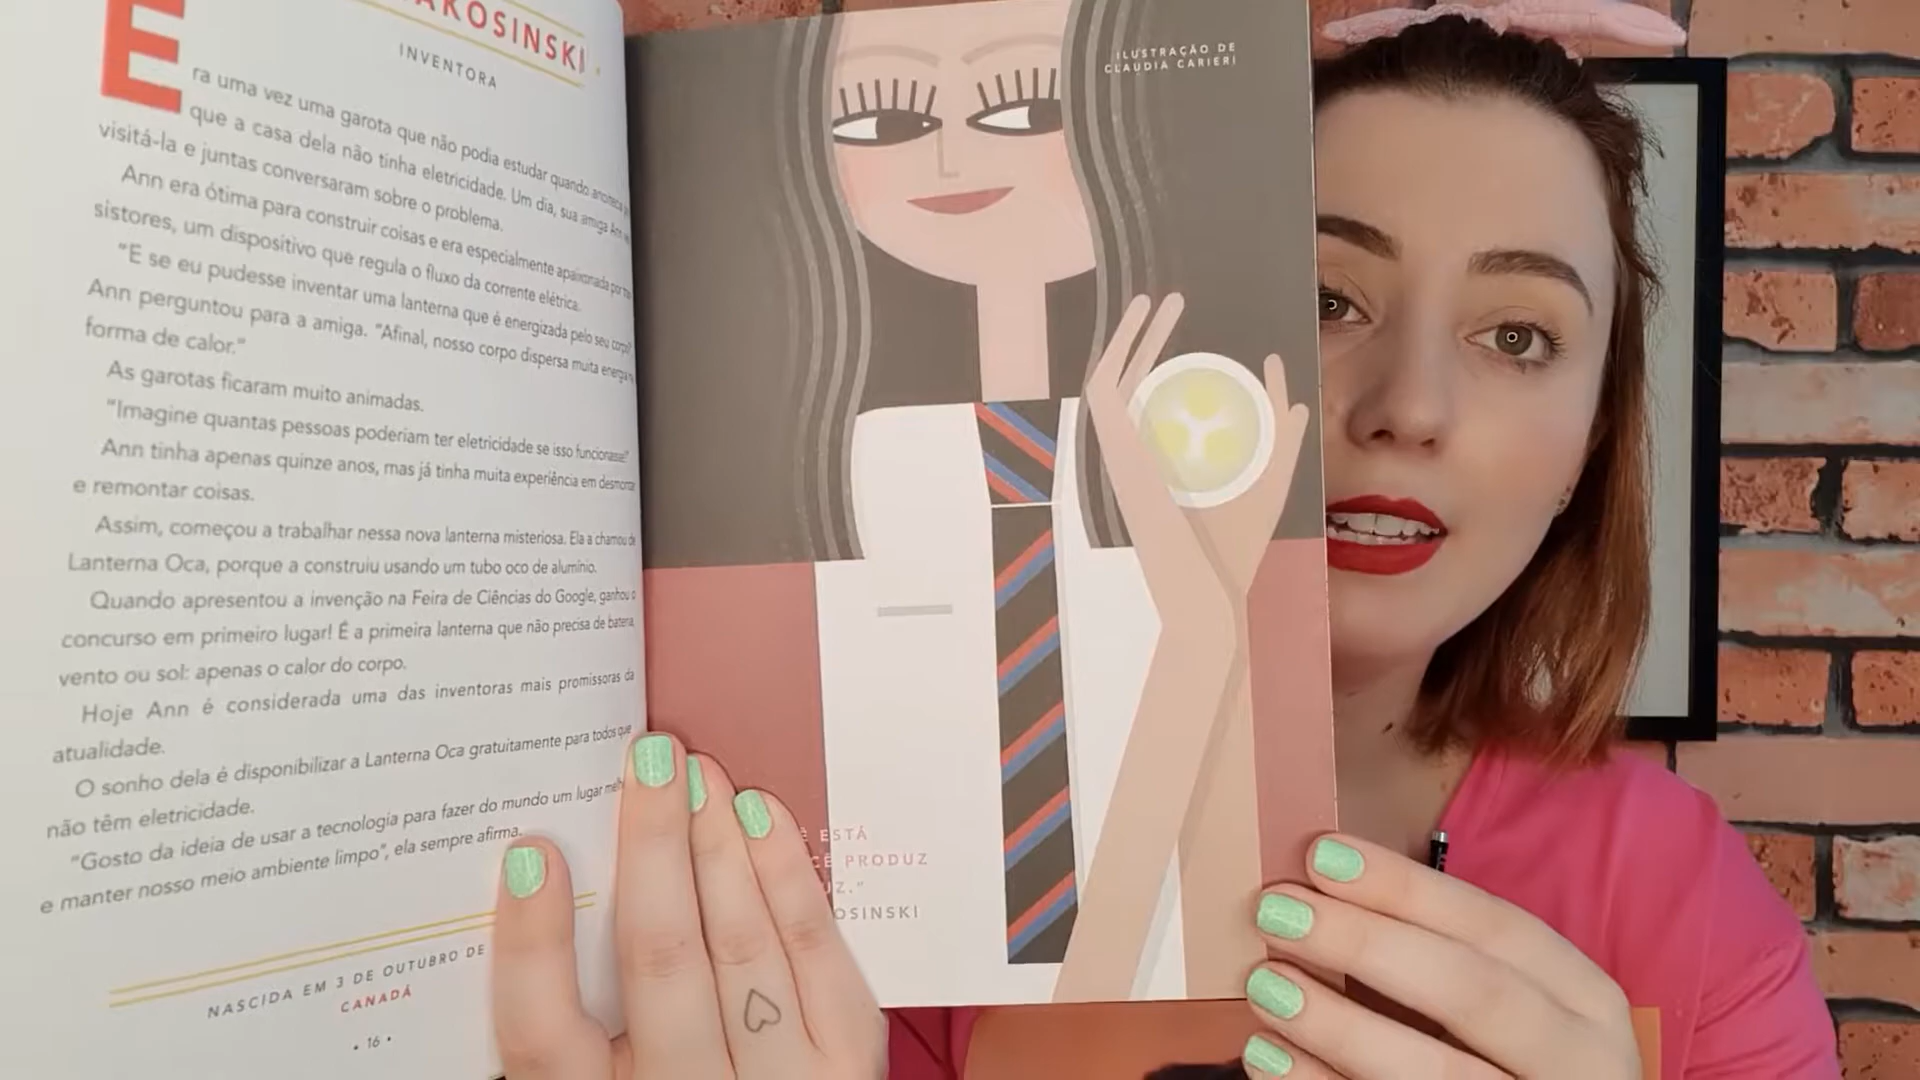 AKOSINSKI
INVENTORA
Era uma vez uma garota que não podia estudar quando
que a casa dela não tinha eletricidade. Um dia, sua amiga Ann
visitá-la e juntas conversaram sobre o problema.
Ann era ótima para construir coisas e era especialmente apaixonada por
sistores, um dispositivo que regula o fluxo da corrente elétrica.
"E se eu pudesse inventar uma lanterna que é energizada pelo seu corpo?
Ann perguntou para a amiga. "Afinal, nosso corpo dispersa muita energia
forma de calor."
As garotas ficaram muito animadas.
"Imagine quantas pessoas poderiam ter eletricidade se isso funcionasse!"
Ann tinha apenas quinze anos, mas já tinha muita experiência em desmontar
e remontar coisas.
Assim, começou a trabalhar nessa nova lanterna misteriosa. Ela a chamou de
Lanterna Oca, porque a construiu usando um tubo oco de alumínio.
Quando apresentou a invenção na Feira de Ciências do Google, ganhou o
concurso em primeiro lugar! É a primeira lanterna que não precisa de bateria,
vento ou sol: apenas o calor do corpo.
Hoje Ann é considerada uma das inventoras mais promissoras da
atualidade.
O sonho dela é disponibilizar a Lanterna Oca gratuitamente para todos que
não têm eletricidade.
"Gosto da ideia de usar a tecnologia para fazer do mundo um lugar
e manter nosso meio ambiente limpo", ela sempre afirma.
NASCIDA EM 3 DE OUTUBRO DE
CANADÁ
• 16 •
ILUSTRAÇÃO DE
CLAUDIA CARIERI
Ê ESTÁ
CÊ PRODUZ
UZ."
OSINSKI